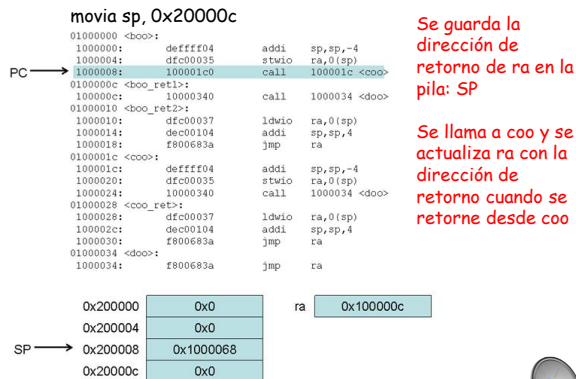 movia sp, 0x20000c
01000000 <boo>:
1000000: deffff04 addi sp,sp,-4
1000004: dfc00035 stwio ra,0(sp)
PC 1000008: 100001c0 call 100001c <coo>
0100000c <boo_ret1>:
100000c: 10000340 call 1000034 <doo>
01000010 <boo_ret2>:
1000010: dfc00037 ldwio ra,0(sp)
1000014: dec00104 addi sp,sp,4
1000018: f800683a jmp ra
0100001c <coo>:
100001c: deffff04 addi sp,sp,-4
1000020: dfc00035 stwio ra,0(sp)
1000024: 10000340 call 1000034 <doo>
01000028 <coo_ret>:
1000028: dfc00037 ldwio ra,0(sp)
100002c: dec00104 addi sp,sp,4
1000030: f800683a jmp ra
01000034 <doo>:
1000034: f800683a jmp ra
Se guarda la
dirección de
retorno de ra en la
pila: SP
Se llama a coo y se
actualiza ra con la
dirección de
retorno cuando se
retorne desde coo
0x200000 0x0 ra 0x100000c
0x200004 0x0
SP 0x200008 0x1000068
0x20000c 0x0